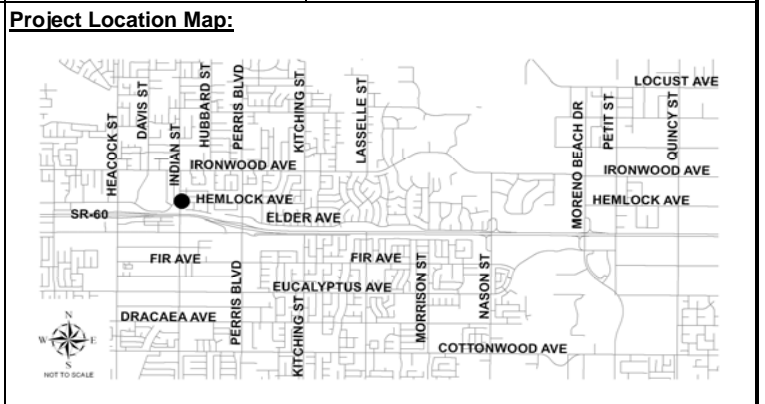 Project Location Map:
LOCUST AVE
HEACOCK ST
DAVIS ST
INDIAN ST
HUBBARD ST
PERRIS BLVD
KITCHING ST
LASSELLE ST
MORENO BEACH DR
PETIT ST
QUINCY ST
IRONWOOD AVE
IRONWOOD AVE
HEMLOCK AVE
HEMLOCK AVE
SR-60
ELDER AVE
FIR AVE
FIR AVE
EUCALYPTUS AVE
PERRIS BLVD
KITCHING ST
MORRISON ST
NASON ST
DRACAEA AVE
COTTONWOOD AVE
N
W
E
S
NOT TO SCALE